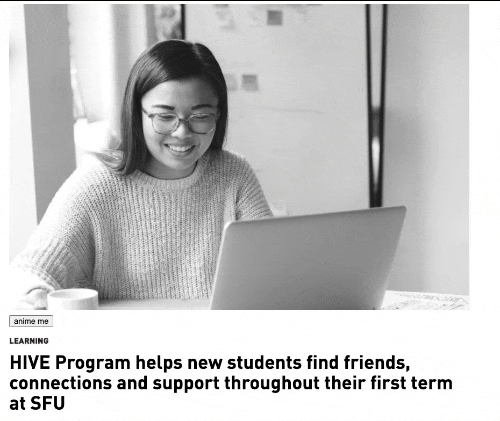 anime me
LEARNING
HIVE Program helps new students find friends,
connections and support throughout their first term
at SFU